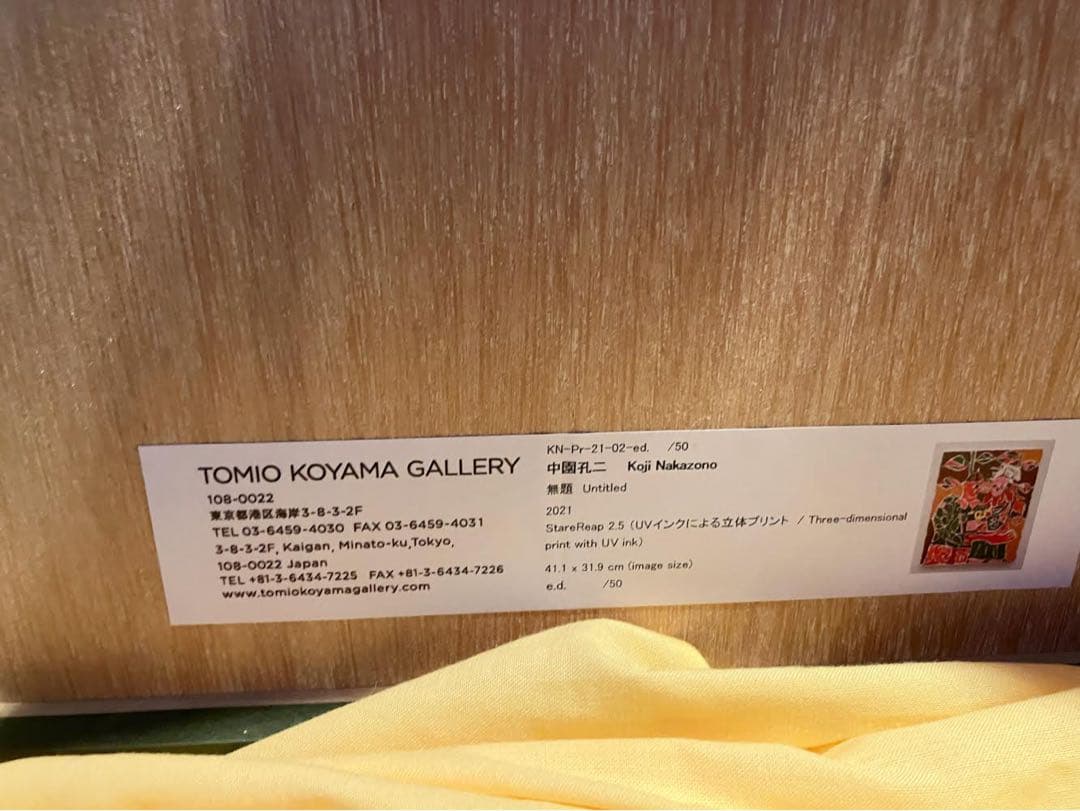 TOMIO KOYAMA GALLERY
108-0022
東京都港区海岸3-8-3-2F
TEL 03-6459-4030 FAX 03-6459-4031
3-8-3-2F, Kaigan, Minato-ku,Tokyo,
108-0022 Japan
TEL +81-3-6434-7225 FAX +81-3-6434-7226
www.tomiokoyamagallery.com
KN-Pr-21-02-ed. /50
中園孔二 Koji Nakazono
無題 Untitled
2021
StareReap 2.5 (UVインクによる立体プリント / Three-dimensional
print with UV ink)
41.1 x 31.9 cm (image size)
e.d. /50